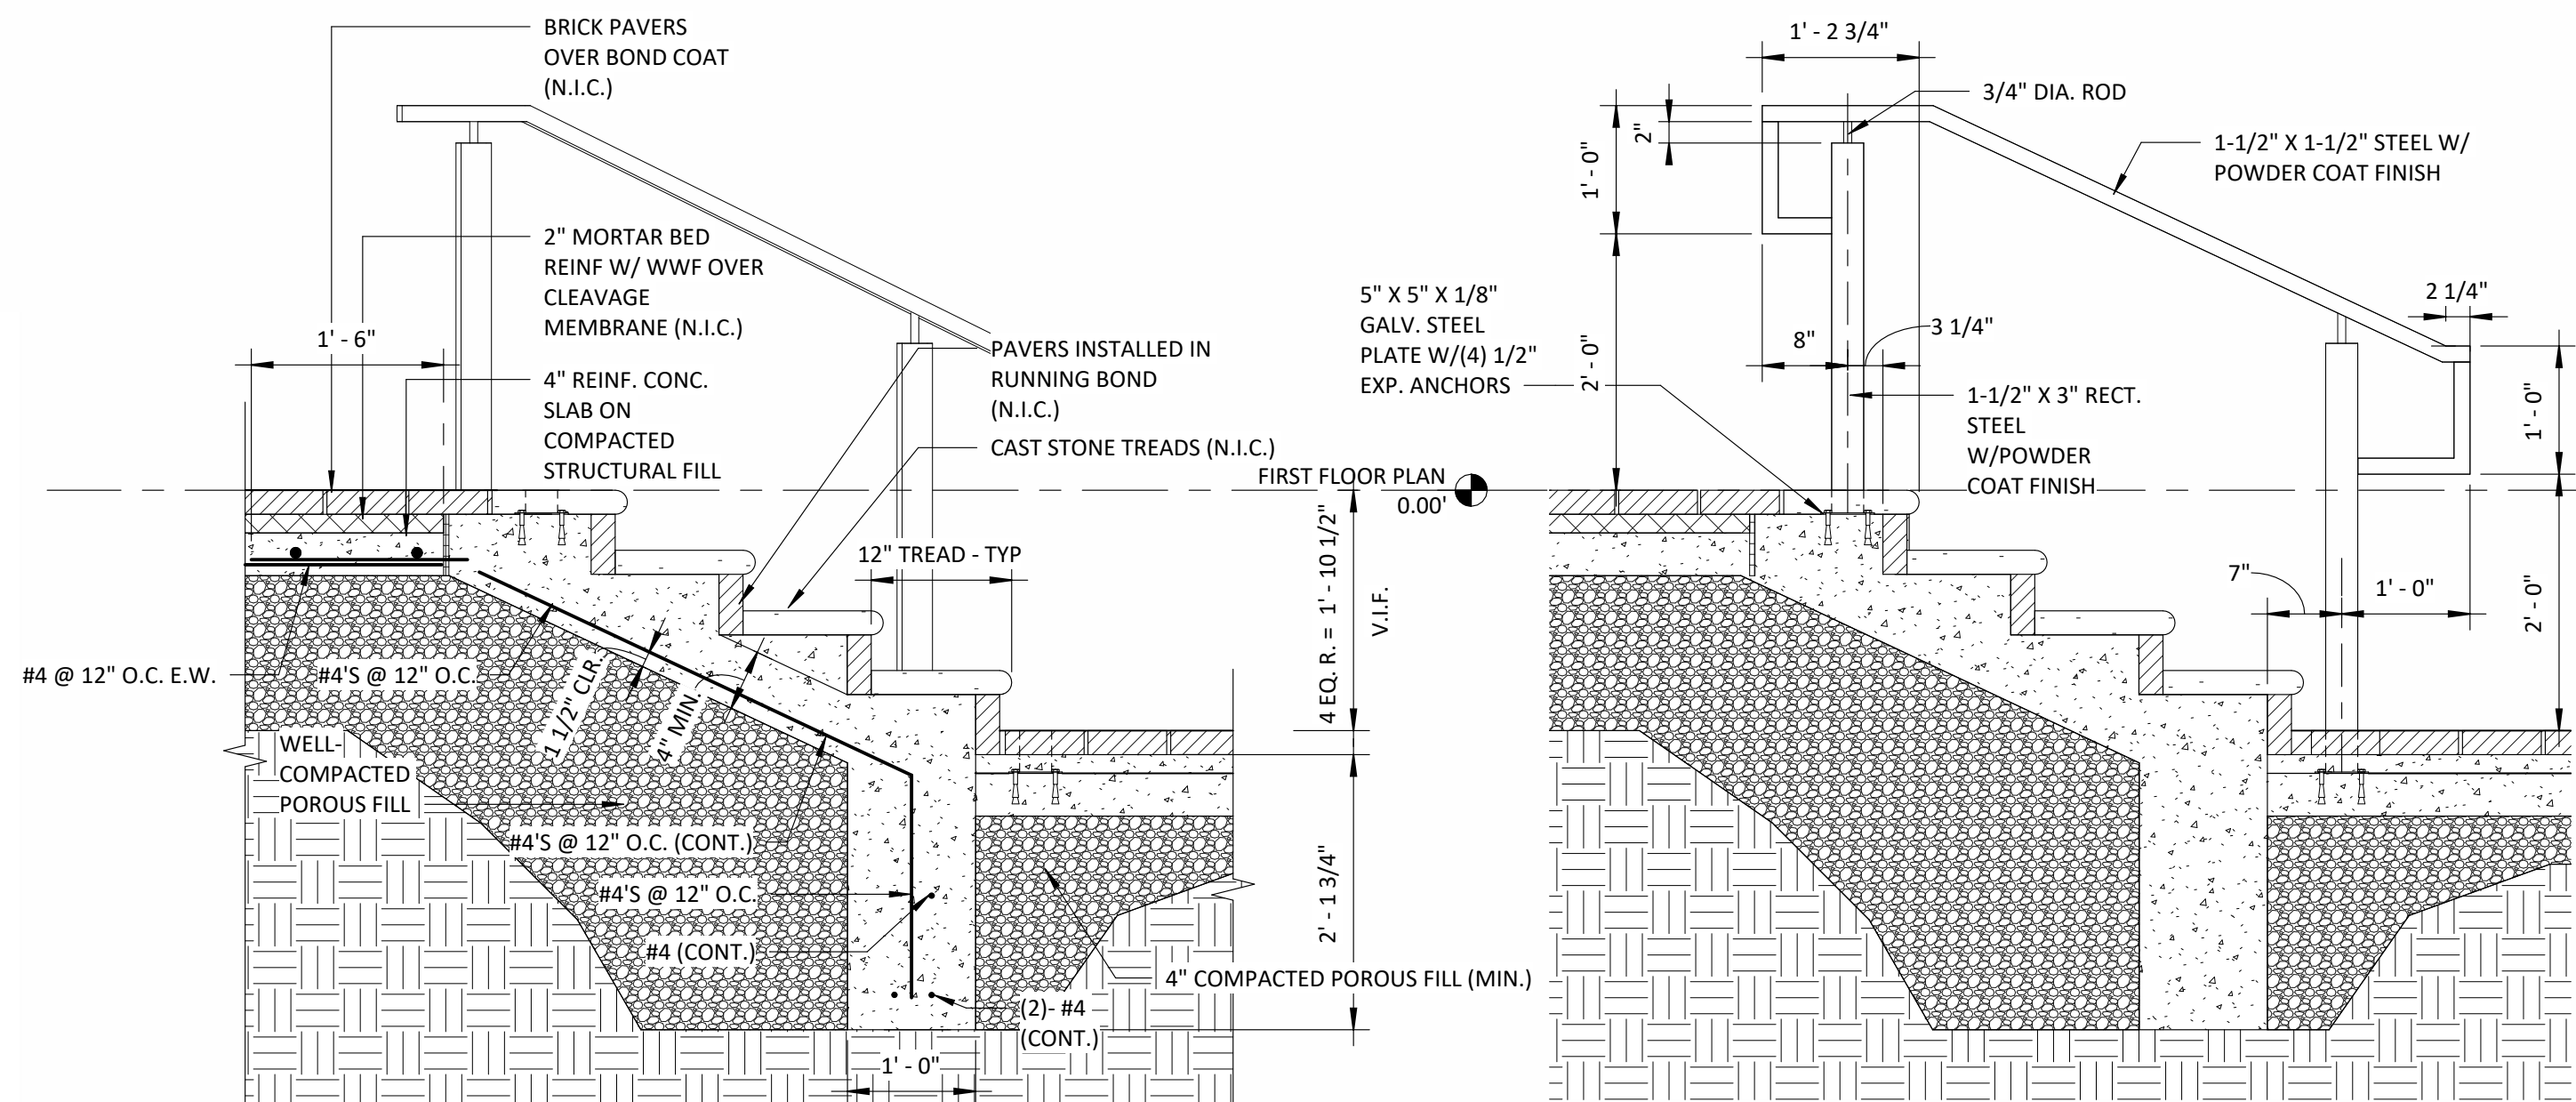 BRICK PAVERS
OVER BOND COAT
(N.I.C.)
2" MORTAR BED
REINF W/ WWF OVER
CLEAVAGE
MEMBRANE (N.I.C.)
1' - 6"
4" REINF. CONC.
SLAB ON
COMPACTED
STRUCTURAL FILL
PAVERS INSTALLED IN
RUNNING BOND
(N.I.C.)
CAST STONE TREADS (N.I.C.)
FIRST FLOOR PLAN
0.00'
12" TREAD - TYP
#4 @ 12" O.C. E.W.
#4'S @ 12" O.C.
1 1/2" CLR.
4" MIN
WELL-
COMPACTED
POROUS FILL
#4'S @ 12" O.C. (CONT.)
#4'S @ 12" O.C.
#4 (CONT.)
(2)- #4
(CONT.)
1' - 0"
4" COMPACTED POROUS FILL (MIN.)
4 EQ. R. = 1' - 10 1/2"
V.I.F.
2' - 1 3/4"
1' - 2 3/4"
3/4" DIA. ROD
2"
1' - 0"
1-1/2" X 1-1/2" STEEL W/
POWDER COAT FINISH
5" X 5" X 1/8"
GALV. STEEL
PLATE W/(4) 1/2"
EXP. ANCHORS
2' - 0"
8"
3 1/4"
1-1/2" X 3" RECT.
STEEL
W/POWDER
COAT FINISH
2 1/4"
1' - 0"
7"
1' - 0"
2' - 0"